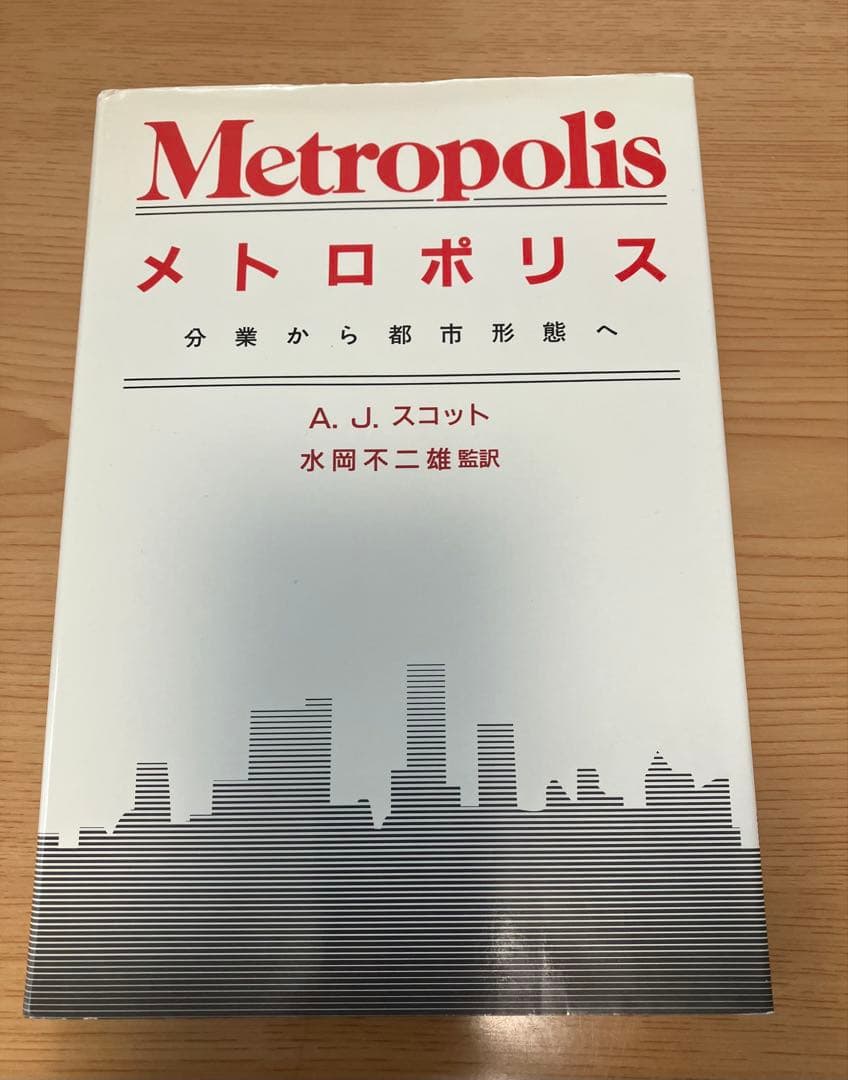 Metropolis
メトロポリス
分業から都市形態へ
A. J. スコット
水岡不二雄 監訳